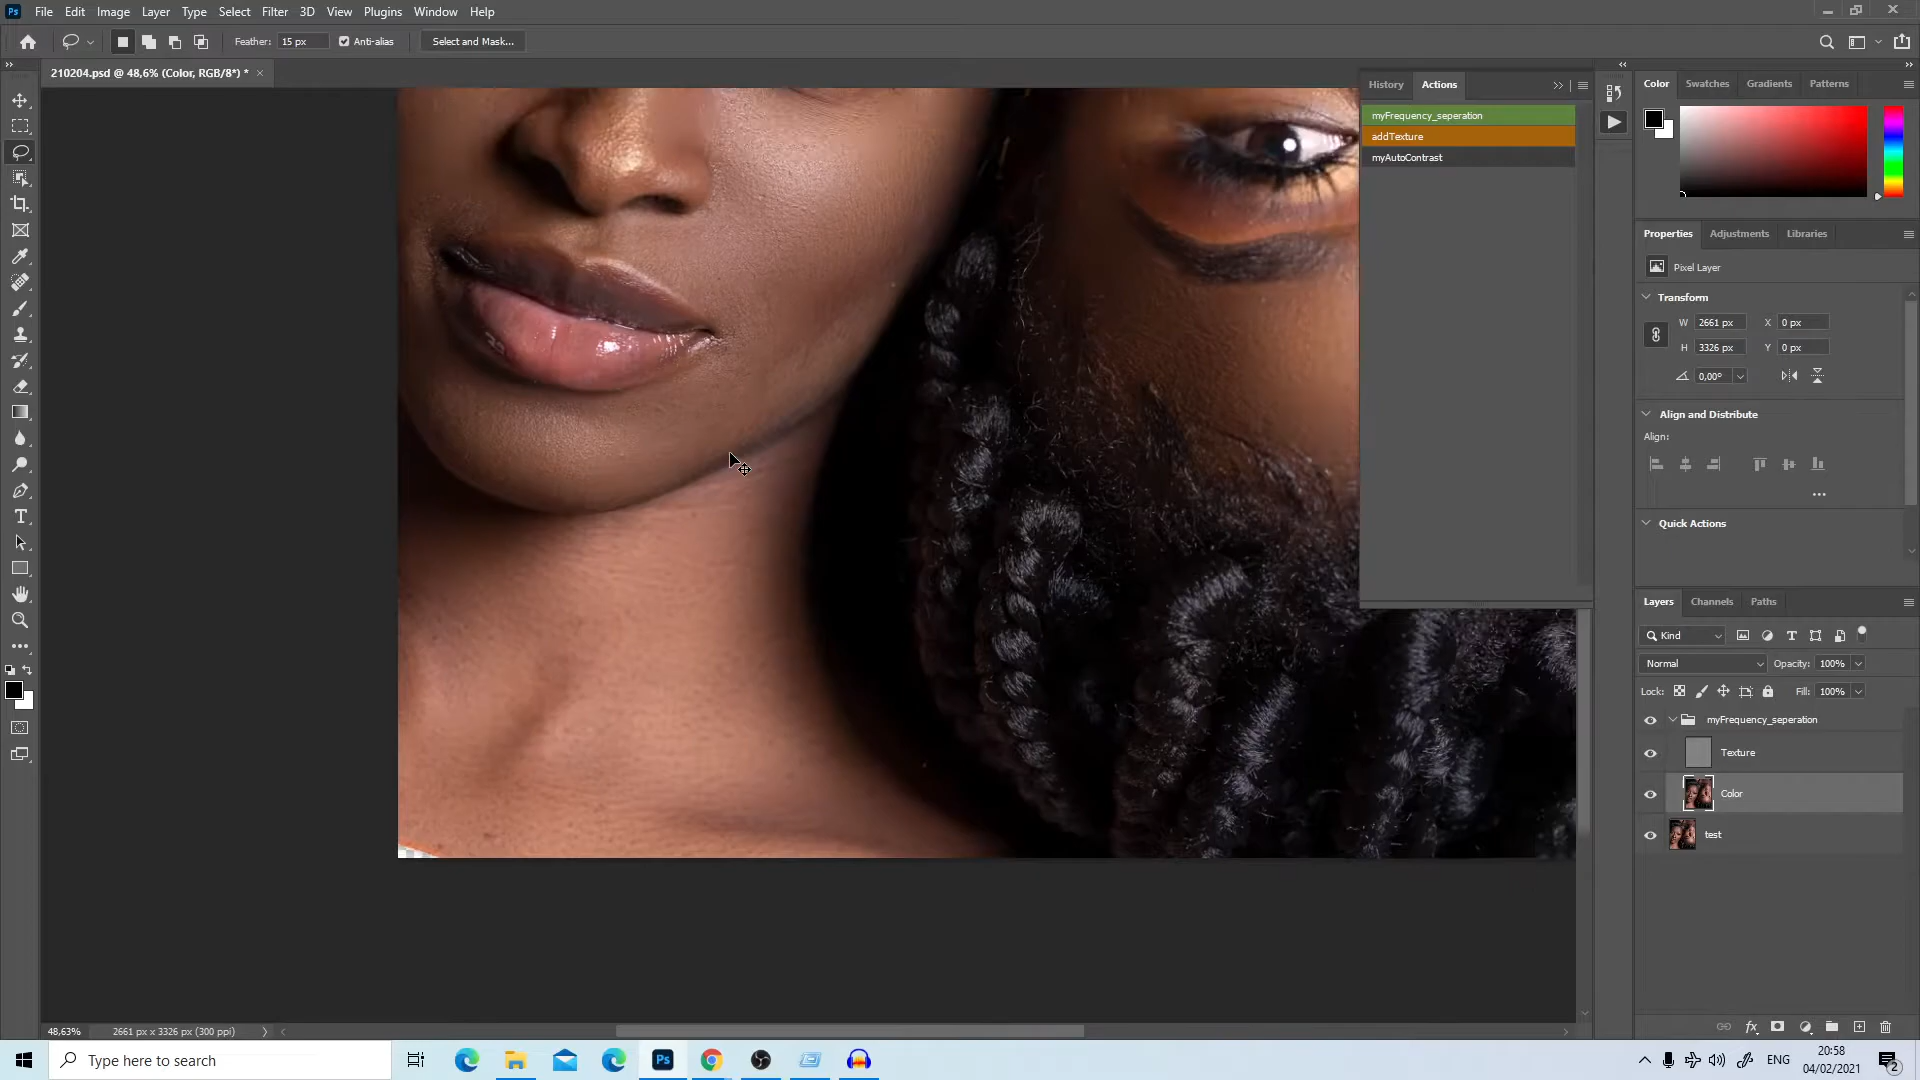 Ps File Edit Image Layer Type Select Filter 3D View Plugins Window Help
Feather: 15 px Anti-alias Select and Mask...
210204.psd @ 48,6% (Color, RGB/8*) * ×
History Actions
myFrequency_seperation
addTexture
myAutoContrast
Color Swatches Gradients Patterns
Properties Adjustments Libraries
Pixel Layer
Transform
W 2661 px X 0 px
H 3326 px Y 0 px
0,00°
Align and Distribute
Align:
Quick Actions
Layers Channels Paths
Kind
Normal Opacity: 100%
Lock: Fill: 100%
myFrequency_seperation
Texture
Color
test
48,63% 2661 px x 3326 px (300 ppi)
Type here to search
Ps
ENG
20:58
04/02/2021
2